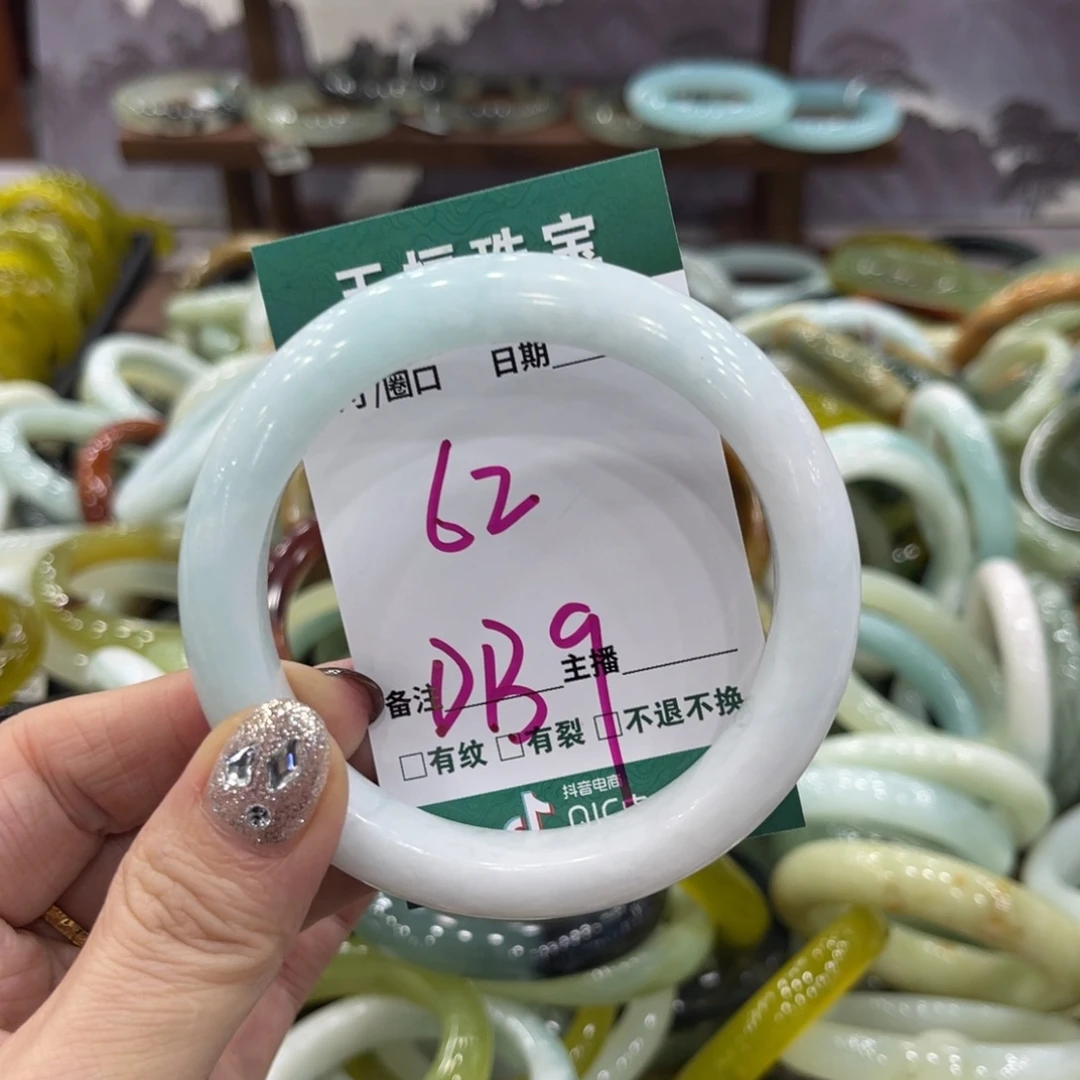 珠宝
/圈口 日期
62
DB9
备注 主播
□有纹 □有裂 □不退不换
抖音电商
QIC